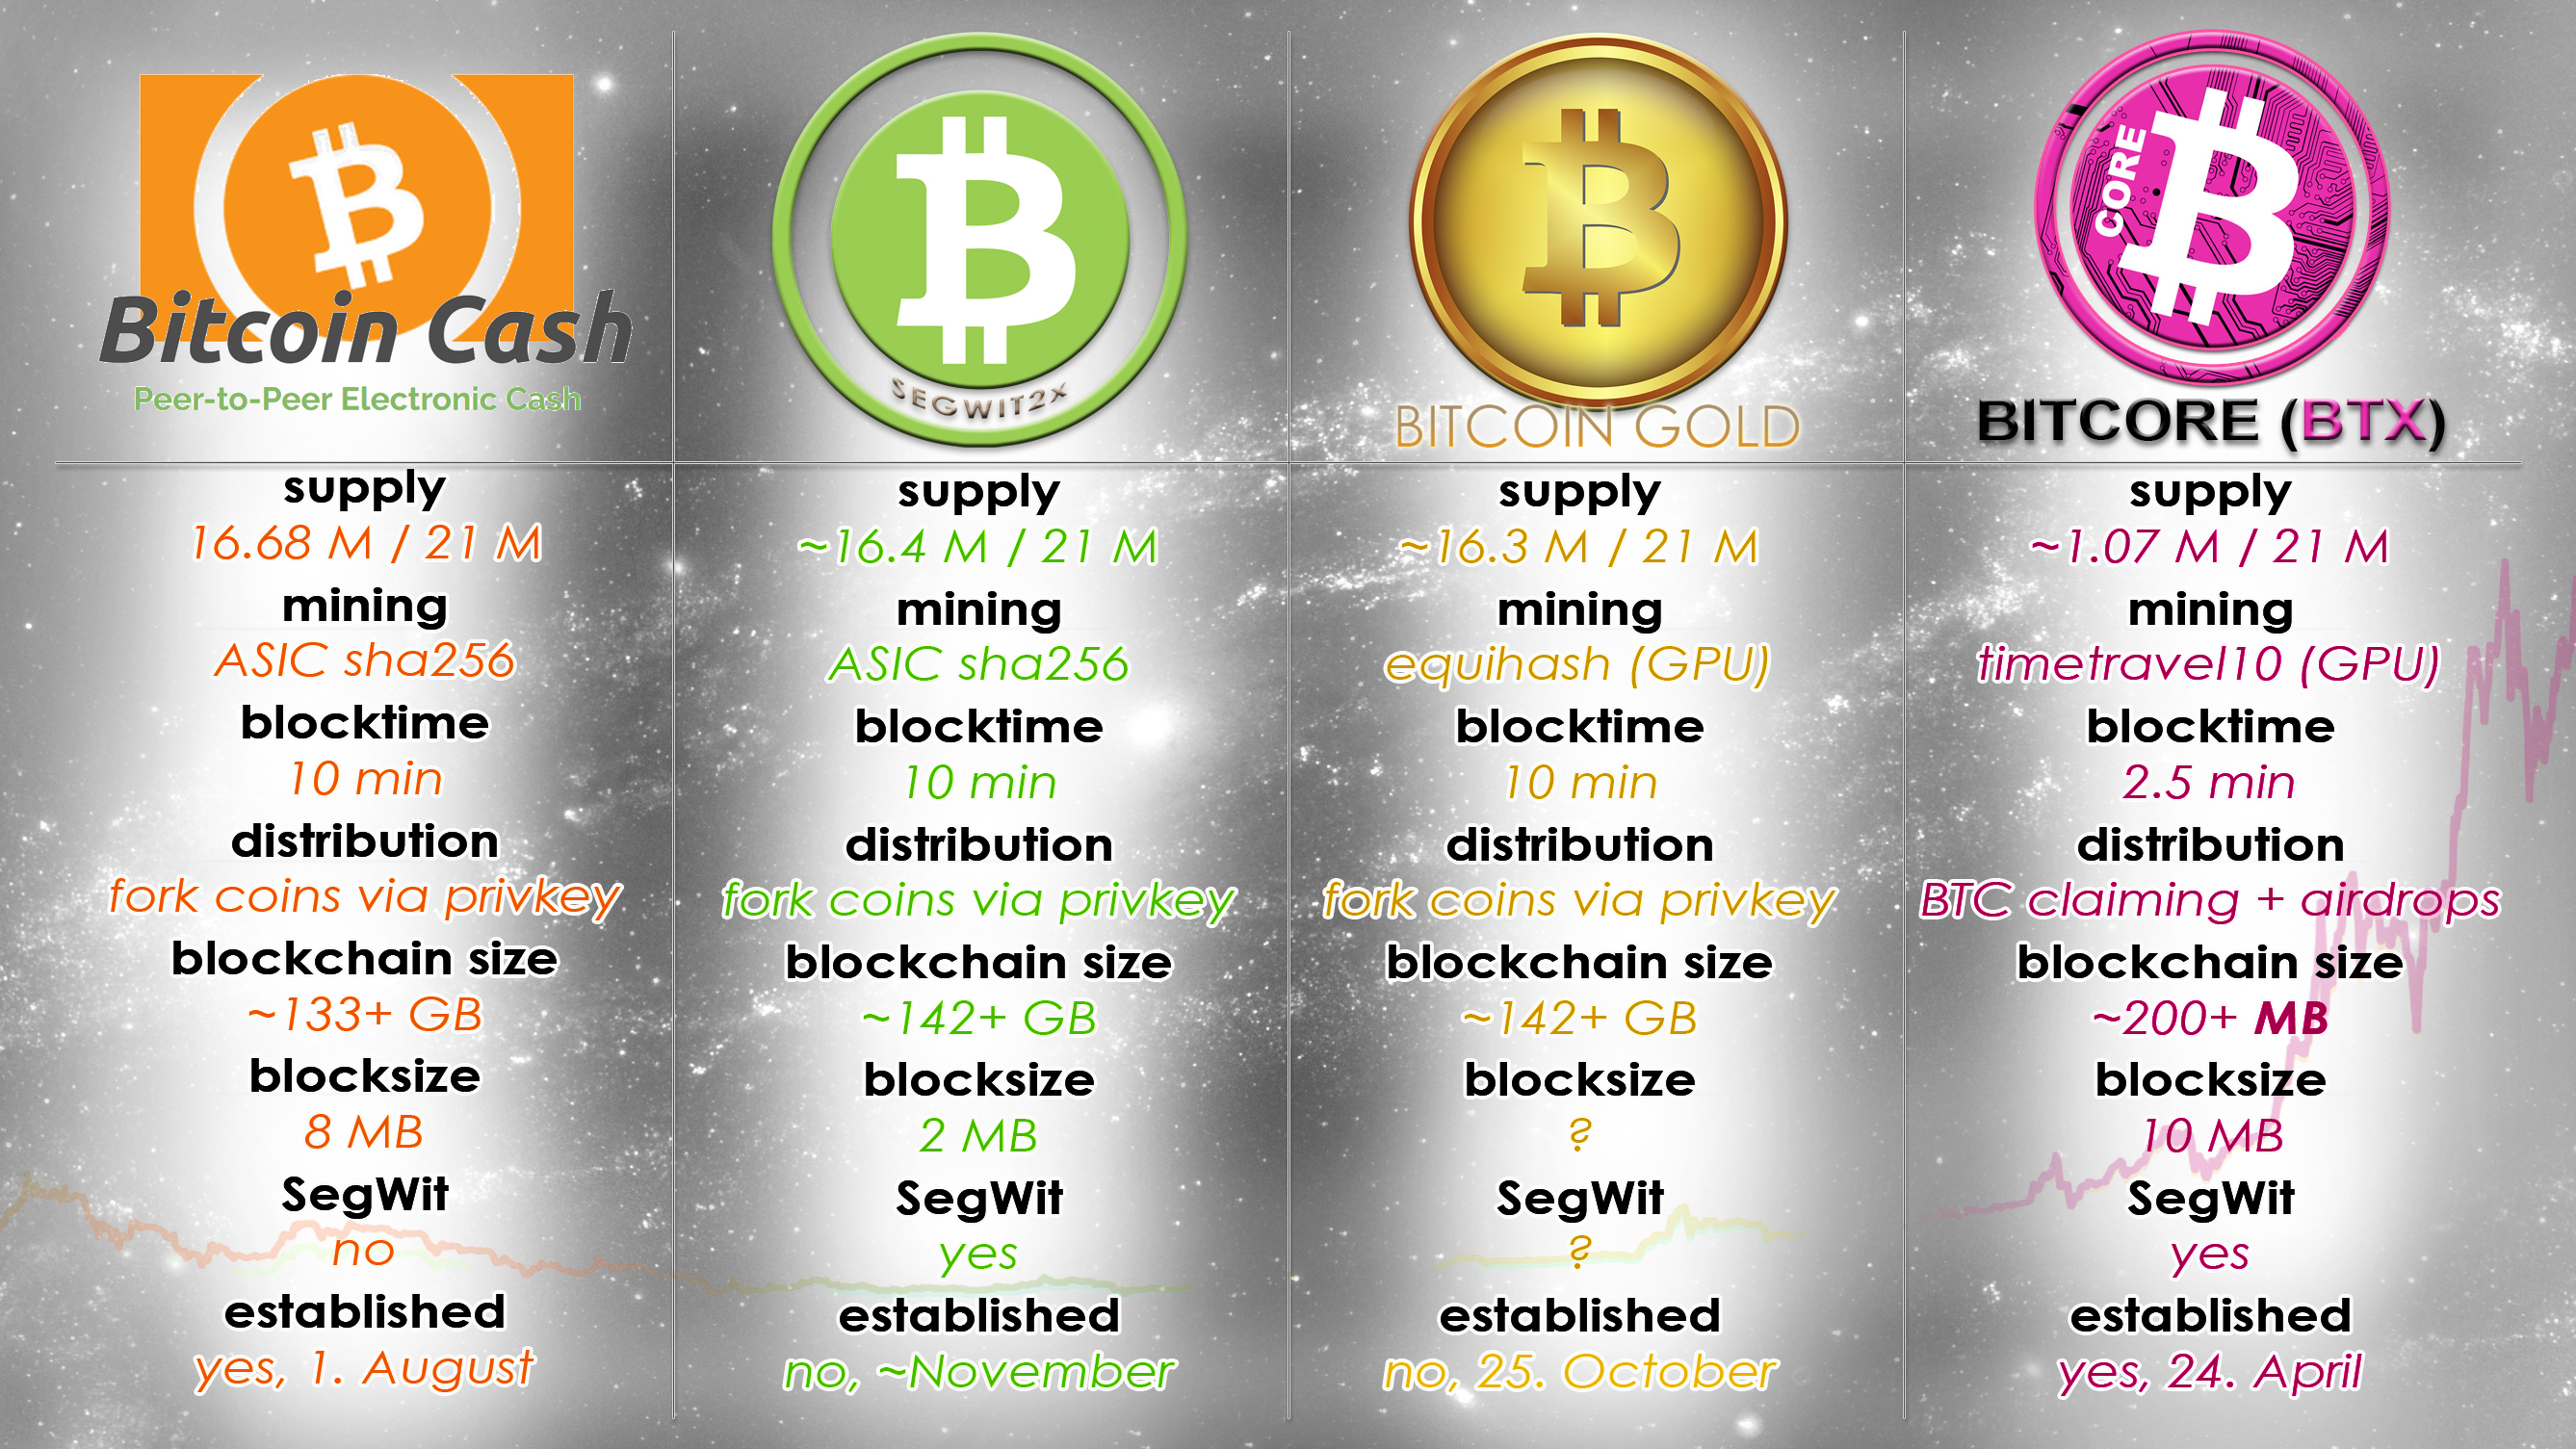 Bitcoin Cash
Peer-to-Peer Electronic Cash
supply
16.68 M / 21 M
mining
ASIC sha256
blocktime
10 min
distribution
fork coins via privkey
blockchain size
~133+ GB
blocksize
8 MB
SegWit
no
established
yes, 1. August
SEGWIT2X
supply
~16.4 M / 21 M
mining
ASIC sha256
blocktime
10 min
distribution
fork coins via privkey
blockchain size
~142+ GB
blocksize
2 MB
SegWit
yes
established
no, ~November
BITCOIN GOLD
supply
~16.3 M / 21 M
mining
equihash (GPU)
blocktime
10 min
distribution
fork coins via privkey
blockchain size
~142+ GB
blocksize
?
SegWit
?
established
no, 25. October
CORE
BITCORE (BTX)
supply
~1.07 M / 21 M
mining
timetravel10 (GPU)
blocktime
2.5 min
distribution
BTC claiming + airdrops
blockchain size
~200+ MB
blocksize
10 MB
SegWit
yes
established
yes, 24. April